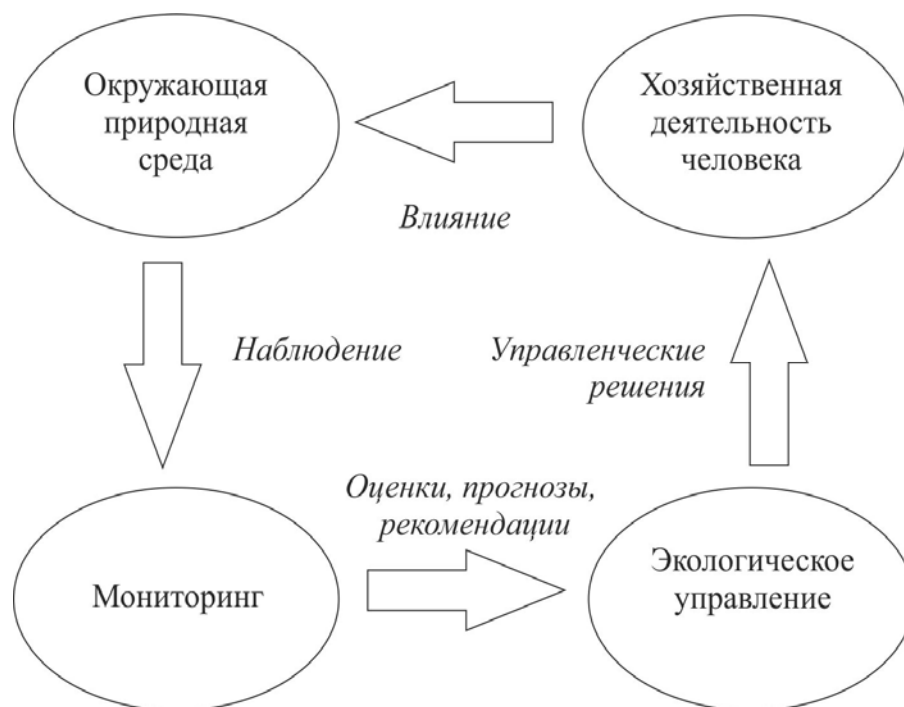 Окружающая
природная
среда
Хозяйственная
деятельность
человека
Влияние
Наблюдение
Управленческие
решения
Оценки, прогнозы,
рекомендации
Мониторинг
Экологическое
управление